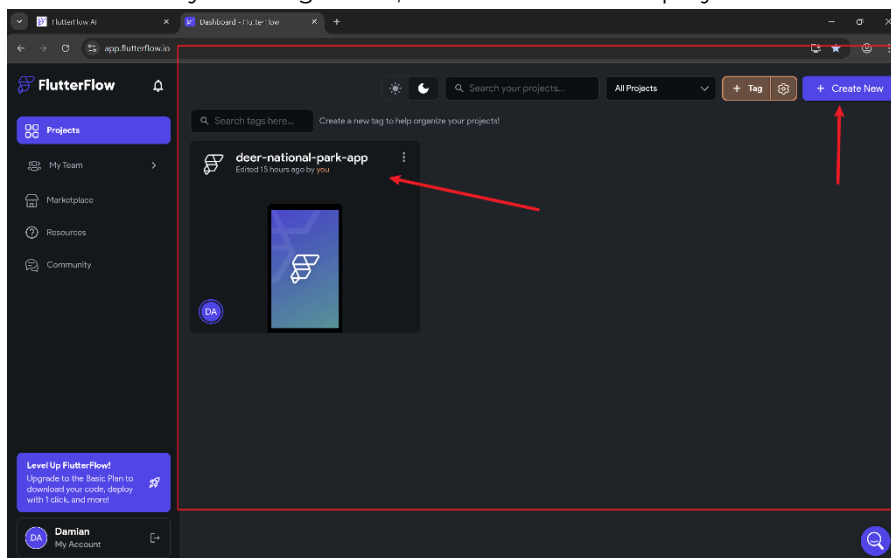 FlutterFlow AI
Dashboard - FlutterFlow
app.flutterflow.io
FlutterFlow
Search your projects...
All Projects
+ Tag
+ Create New
Projects
Search tags here...
Create a new tag to help organize your projects!
My Team
deer-national-park-app
Edited 15 hours ago by you
Marketplace
Resources
Community
DA
Level Up FlutterFlow!
Upgrade to the Basic Plan to
download your code, deploy
with 1 click, and more!
DA
Damian
My Account